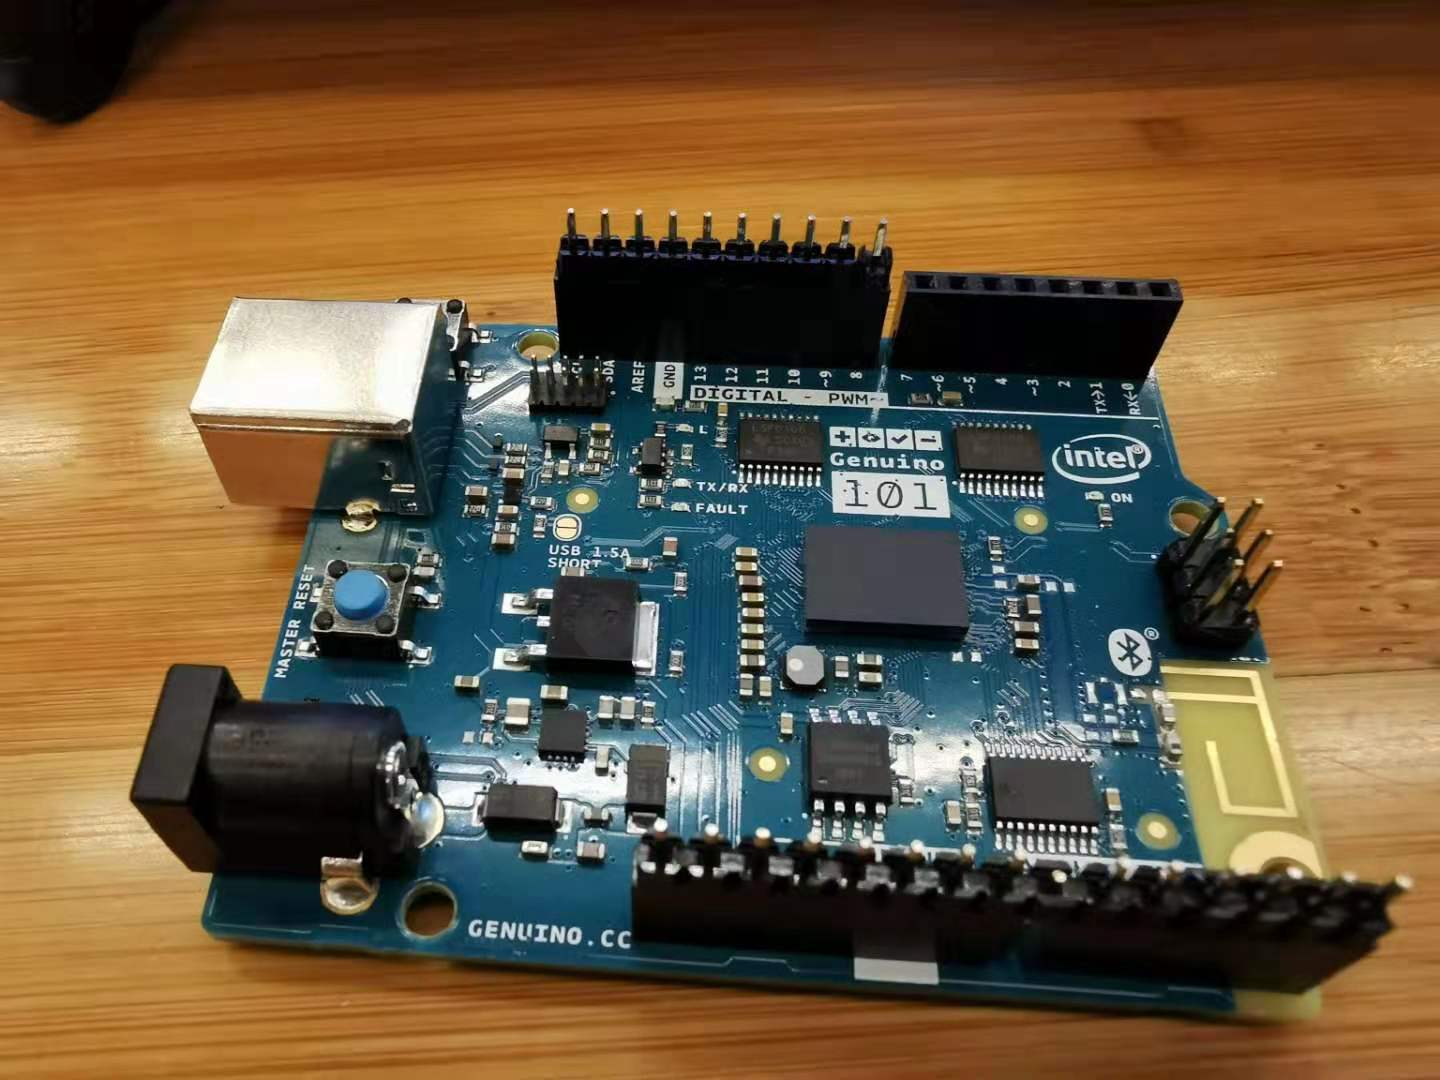 SDA
AREF
GND
13
12
11
10
~9
8
7
~6
~5
4
~3
2
TX→1
RX←0
DIGITAL - PWM~
L
TX/RX
FAULT
Genuino
101
intel®
ON
USB 1.5A
SHORT
MASTER RESET
®
GENUINO.CC